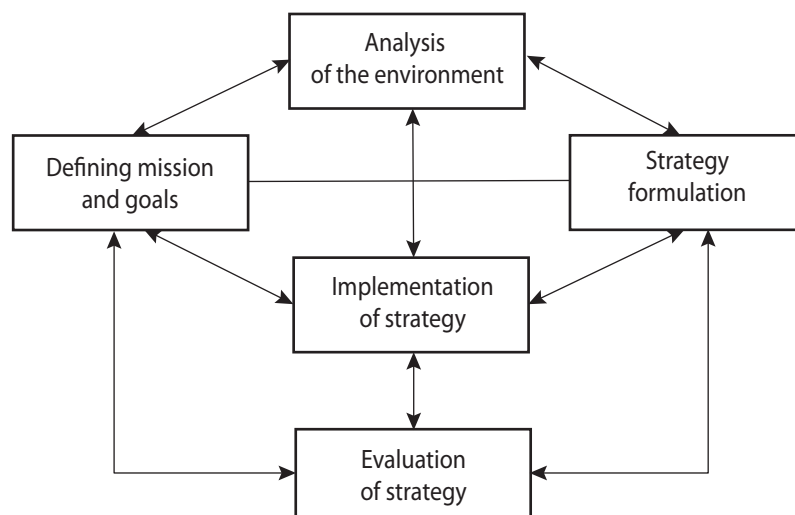 Analysis
of the environment
Defining mission
and goals
Strategy
formulation
Implementation
of strategy
Evaluation
of strategy